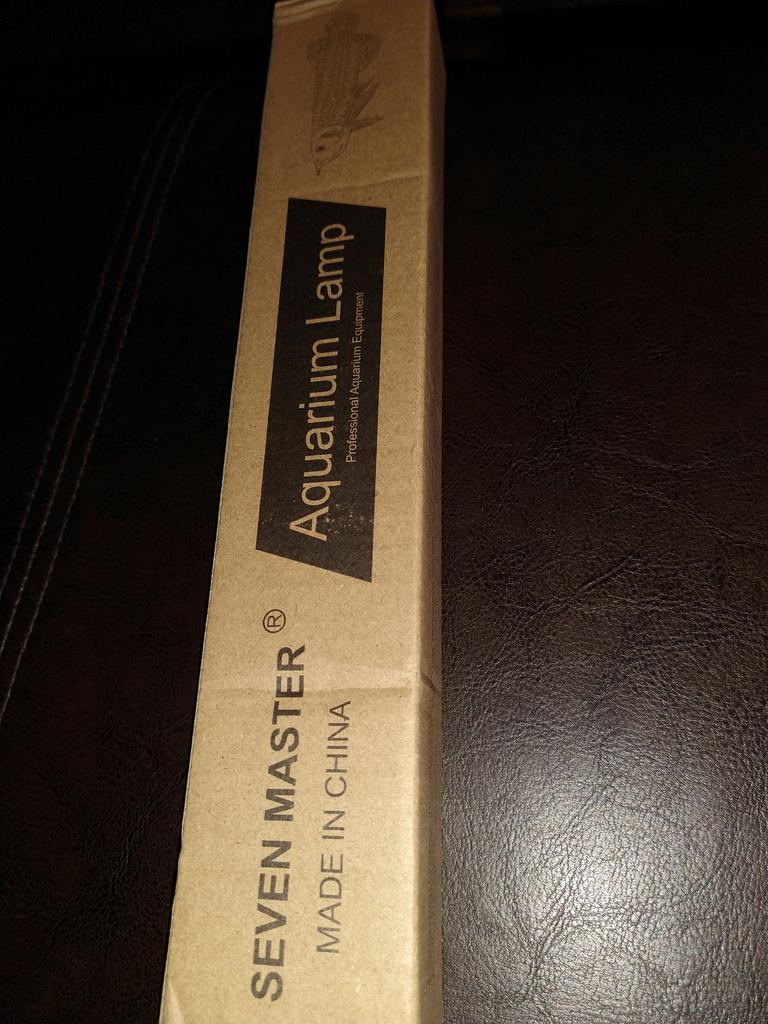 SEVEN MASTER ®
MADE IN CHINA
Aquarium Lamp
Professional Aquarium Equipment